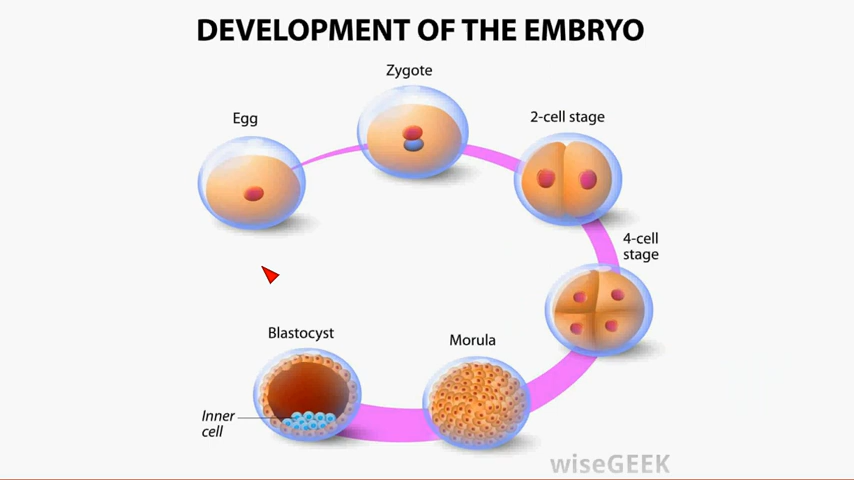 DEVELOPMENT OF THE EMBRYO
Zygote
Egg
2-cell stage
4-cell
stage
Blastocyst
Morula
Inner
cell
wiseGEEK